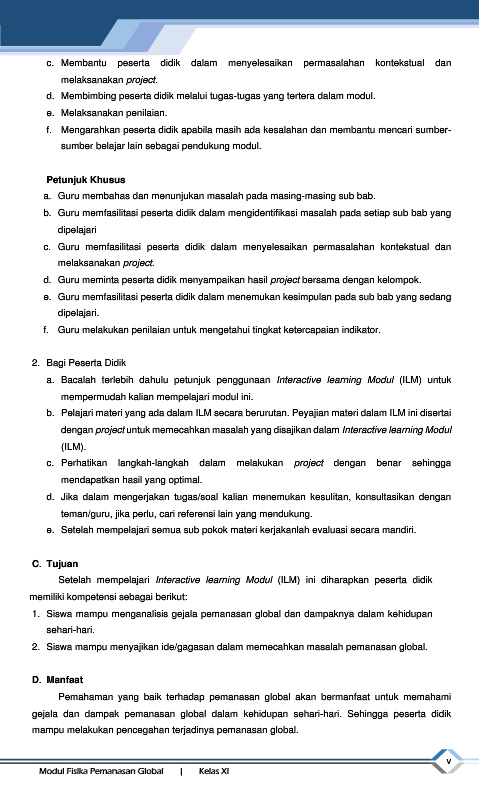 c. Membantu peserta didik dalam menyelesaikan permasalahan kontekstual dan
melaksanakan project.
d. Membimbing peserta didik melalui tugas-tugas yang tertera dalam modul.
e. Melaksanakan penilaian.
f. Mengarahkan peserta didik apabila masih ada kesalahan dan membantu mencari sumber-
sumber belajar lain sebagai pendukung modul.
Petunjuk Khusus
a. Guru membahas dan menunjukan masalah pada masing-masing sub bab.
b. Guru memfasilitasi peserta didik dalam mengidentifikasi masalah pada setiap sub bab yang
dipelajari
c. Guru memfasilitasi peserta didik dalam menyelesaikan permasalahan kontekstual dan
melaksanakan project.
d. Guru meminta peserta didik menyampaikan hasil project bersama dengan kelompok.
e. Guru memfasilitasi peserta didik dalam menemukan kesimpulan pada sub bab yang sedang
dipelajari.
f. Guru melakukan penilaian untuk mengetahui tingkat ketercapaian indikator.
2. Bagi Peserta Didik
a. Bacalah terlebih dahulu petunjuk penggunaan Interactive learning Modul (ILM) untuk
mempermudah kalian mempelajari modul ini.
b. Pelajari materi yang ada dalam ILM secara berurutan. Peyajian materi dalam ILM ini disertai
dengan project untuk memecahkan masalah yang disajikan dalam Interactive learning Modul
(ILM).
c. Perhatikan langkah-langkah dalam melakukan project dengan benar sehingga
mendapatkan hasil yang optimal.
d. Jika dalam mengerjakan tugas/soal kalian menemukan kesulitan, konsultasikan dengan
teman/guru, jika perlu, cari referensi lain yang mendukung.
e. Setelah mempelajari semua sub pokok materi kerjakanlah evaluasi secara mandiri.
C. Tujuan
Setelah mempelajari Interactive learning Modul (ILM) ini diharapkan peserta didik
memiliki kompetensi sebagai berikut:
1. Siswa mampu menganalisis gejala pemanasan global dan dampaknya dalam kehidupan
sehari-hari.
2. Siswa mampu menyajikan ide/gagasan dalam memecahkan masalah pemanasan global.
D. Manfaat
Pemahaman yang baik terhadap pemanasan global akan bermanfaat untuk memahami
gejala dan dampak pemanasan global dalam kehidupan sehari-hari. Sehingga peserta didik
mampu melakukan pencegahan terjadinya pemanasan global.
v
Modul Fisika Pemanasan Global | Kelas XI